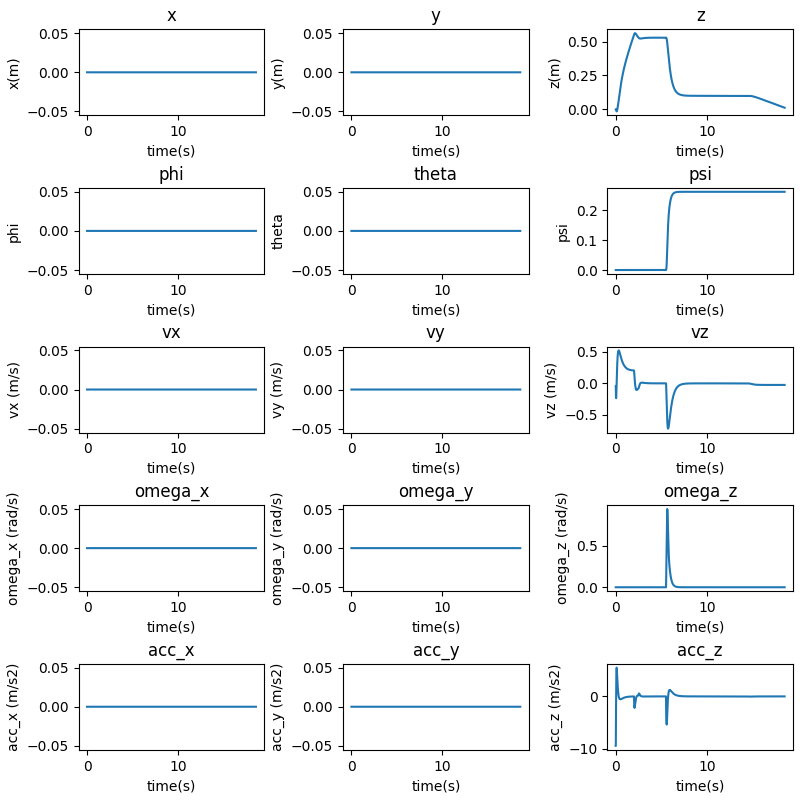 x
y
z
x(m)
0.05
0.00
−0.05
0
10
time(s)
y(m)
0.05
0.00
−0.05
0
10
time(s)
z(m)
0.50
0.25
0.00
0
10
time(s)
phi
theta
psi
phi
0.05
0.00
−0.05
0
10
time(s)
theta
0.05
0.00
−0.05
0
10
time(s)
psi
0.2
0.1
0.0
0
10
time(s)
vx
vy
vz
vx (m/s)
0.05
0.00
−0.05
0
10
time(s)
vy (m/s)
0.05
0.00
−0.05
0
10
time(s)
vz (m/s)
0.5
0.0
−0.5
0
10
time(s)
omega_x
omega_y
omega_z
omega_x (rad/s)
0.05
0.00
−0.05
0
10
time(s)
omega_y (rad/s)
0.05
0.00
−0.05
0
10
time(s)
omega_z (rad/s)
0.5
0.0
0
10
time(s)
acc_x
acc_y
acc_z
acc_x (m/s2)
0.05
0.00
−0.05
0
10
time(s)
acc_y (m/s2)
0.05
0.00
−0.05
0
10
time(s)
acc_z (m/s2)
0
−10
0
10
time(s)